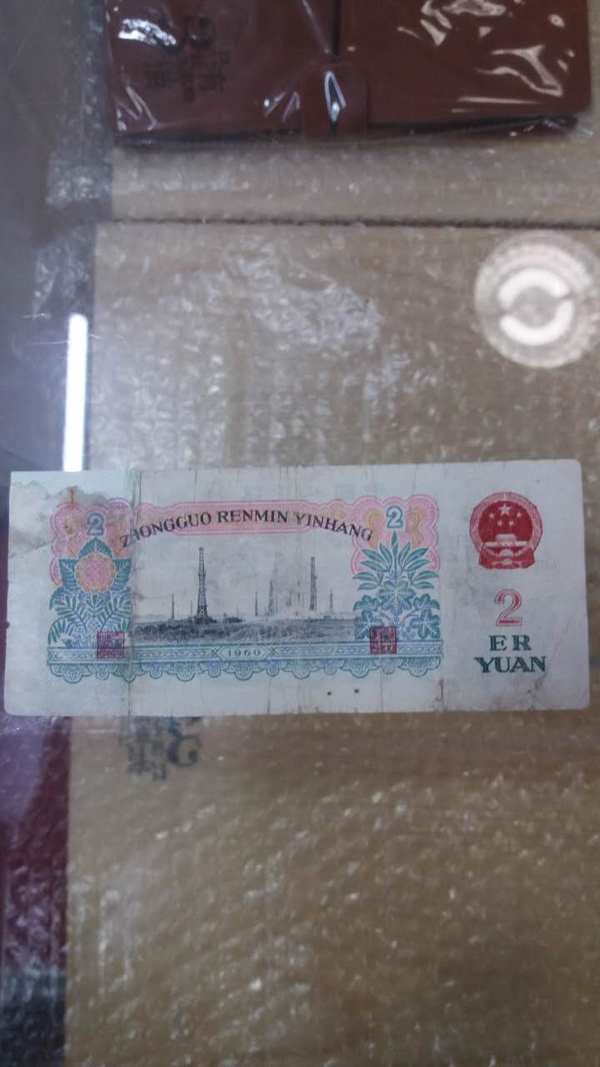 2
ZHONGGUO RENMIN YINHANG
2
1960
2
ER
YUAN